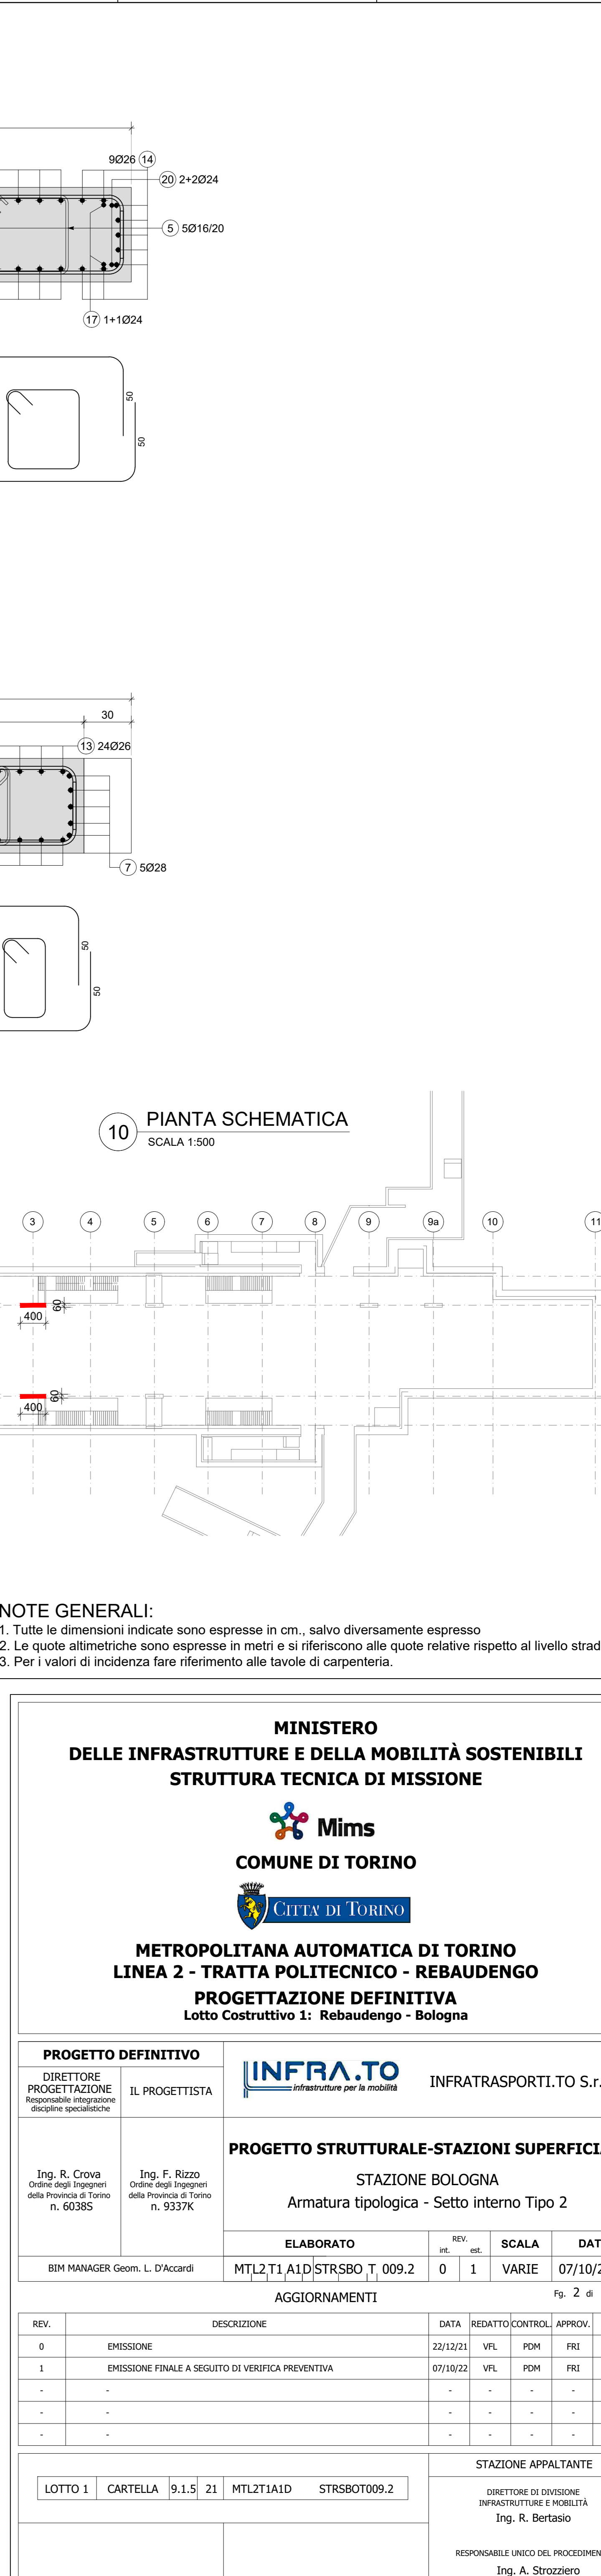 9Ø26 14
20 2+2Ø24
5 5Ø16/20
17 1+1Ø24
50
50
30
13 24Ø26
7 5Ø28
50
50
10 PIANTA SCHEMATICA
SCALA 1:500
3 4 5 6 7 8 9 9a 10 11
400 60
400 60
NOTE GENERALI:
1. Tutte le dimensioni indicate sono espresse in cm., salvo diversamente espresso
2. Le quote altimetriche sono espresse in metri e si riferiscono alle quote relative rispetto al livello strad
3. Per i valori di incidenza fare riferimento alle tavole di carpenteria.
MINISTERO
DELLE INFRASTRUTTURE E DELLA MOBILITÀ SOSTENIBILI
STRUTTURA TECNICA DI MISSIONE
Mims
COMUNE DI TORINO
CITTA' DI TORINO
METROPOLITANA AUTOMATICA DI TORINO
LINEA 2 - TRATTA POLITECNICO - REBAUDENGO
PROGETTAZIONE DEFINITIVA
Lotto Costruttivo 1: Rebaudengo - Bologna
PROGETTO DEFINITIVO
DIRETTORE
PROGETTAZIONE
Responsabile integrazione
discipline specialistiche
IL PROGETTISTA
INFRA.TO
infrastrutture per la mobilità
INFRATRASPORTI.TO S.r.
Ing. R. Crova
Ordine degli Ingegneri
della Provincia di Torino
n. 6038S
Ing. F. Rizzo
Ordine degli Ingegneri
della Provincia di Torino
n. 9337K
PROGETTO STRUTTURALE-STAZIONI SUPERFICIA
STAZIONE BOLOGNA
Armatura tipologica - Setto interno Tipo 2
ELABORATO
REV.
int. est.
SCALA
DAT
BIM MANAGER Geom. L. D'Accardi
MTL2 T1 A1D STRSBO T 009.2
0 1
VARIE
07/10/2
AGGIORNAMENTI
Fg. 2 di
REV. DESCRIZIONE DATA REDATTO CONTROL. APPROV.
0 EMISSIONE 22/12/21 VFL PDM FRI
1 EMISSIONE FINALE A SEGUITO DI VERIFICA PREVENTIVA 07/10/22 VFL PDM FRI
- - - - - -
- - - - - -
- - - - - -
LOTTO 1 CARTELLA 9.1.5 21 MTL2T1A1D STRSBOT009.2
STAZIONE APPALTANTE
DIRETTORE DI DIVISIONE
INFRASTRUTTURE E MOBILITÀ
Ing. R. Bertasio
RESPONSABILE UNICO DEL PROCEDIMEN
Ing. A. Strozziero